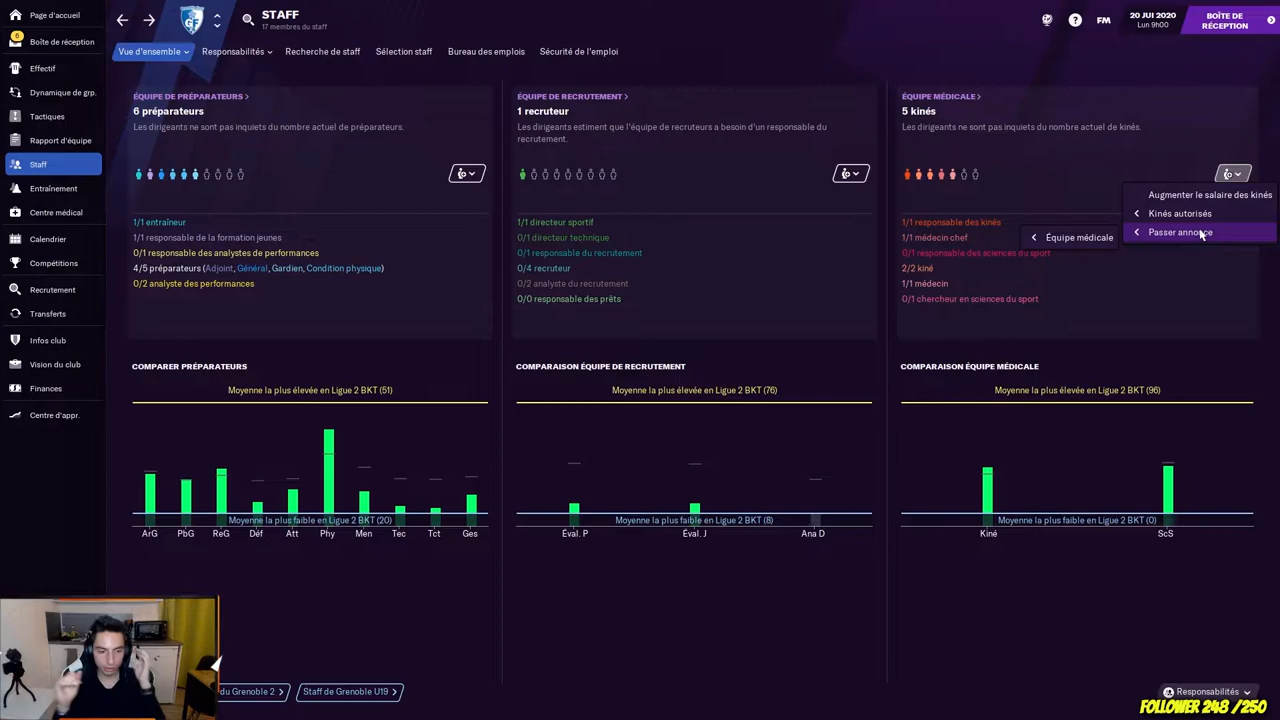 Page d'accueil
6
Boîte de réception
Effectif
Dynamique de grp.
Tactiques
Rapport d'équipe
Staff
Entraînement
Centre médical
Calendrier
Compétitions
Recrutement
Transferts
Infos club
Vision du club
Finances
Centre d'appr.
GF
STAFF
17 membres du staff
? FM
20 JUI 2020
Lun 9h00
BOÎTE DE
RÉCEPTION
Vue d'ensemble
Responsabilités
Recherche de staff
Sélection staff
Bureau des emplois
Sécurité de l'emploi
ÉQUIPE DE PRÉPARATEURS >
6 préparateurs
Les dirigeants ne sont pas inquiets du nombre actuel de préparateurs.
1/1 entraîneur
1/1 responsable de la formation jeunes
0/1 responsable des analystes de performances
4/5 préparateurs (Adjoint, Général, Gardien, Condition physique)
0/2 analyste des performances
ÉQUIPE DE RECRUTEMENT >
1 recruteur
Les dirigeants estiment que l'équipe de recruteurs a besoin d'un responsable du
recrutement.
1/1 directeur sportif
0/1 directeur technique
0/1 responsable du recrutement
0/4 recruteur
0/2 analyste du recrutement
0/0 responsable des prêts
ÉQUIPE MÉDICALE >
5 kinés
Les dirigeants ne sont pas inquiets du nombre actuel de kinés.
Augmenter le salaire des kinés
Kinés autorisés
Passer annonce
Équipe médicale
1/1 responsable des kinés
1/1 médecin chef
0/1 responsable des sciences du sport
2/2 kiné
1/1 médecin
0/1 chercheur en sciences du sport
COMPARER PRÉPARATEURS
Moyenne la plus élevée en Ligue 2 BKT (51)
Moyenne la plus faible en Ligue 2 BKT (20)
ArG PbG ReG Déf Att Phy Men Tec Tct Ges
COMPARAISON ÉQUIPE DE RECRUTEMENT
Moyenne la plus élevée en Ligue 2 BKT (76)
Moyenne la plus faible en Ligue 2 BKT (8)
Éval. P Éval. J Ana D
COMPARAISON ÉQUIPE MÉDICALE
Moyenne la plus élevée en Ligue 2 BKT (96)
Moyenne la plus faible en Ligue 2 BKT (0)
Kiné ScS
du Grenoble 2 >
Staff de Grenoble U19 >
Responsabilités
FOLLOWER 248 /250